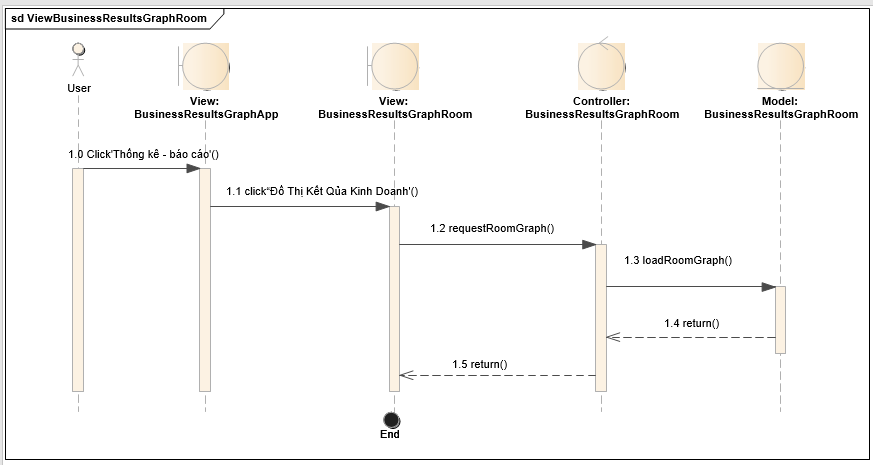 sd ViewBusinessResultsGraphRoom
User
View:
BusinessResultsGraphApp
View:
BusinessResultsGraphRoom
Controller:
BusinessResultsGraphRoom
Model:
BusinessResultsGraphRoom
1.0 Click'Thống kê - báo cáo'()
1.1 click“Đồ Thị Kết Qủa Kinh Doanh'()
1.2 requestRoomGraph()
1.3 loadRoomGraph()
1.4 return()
1.5 return()
End